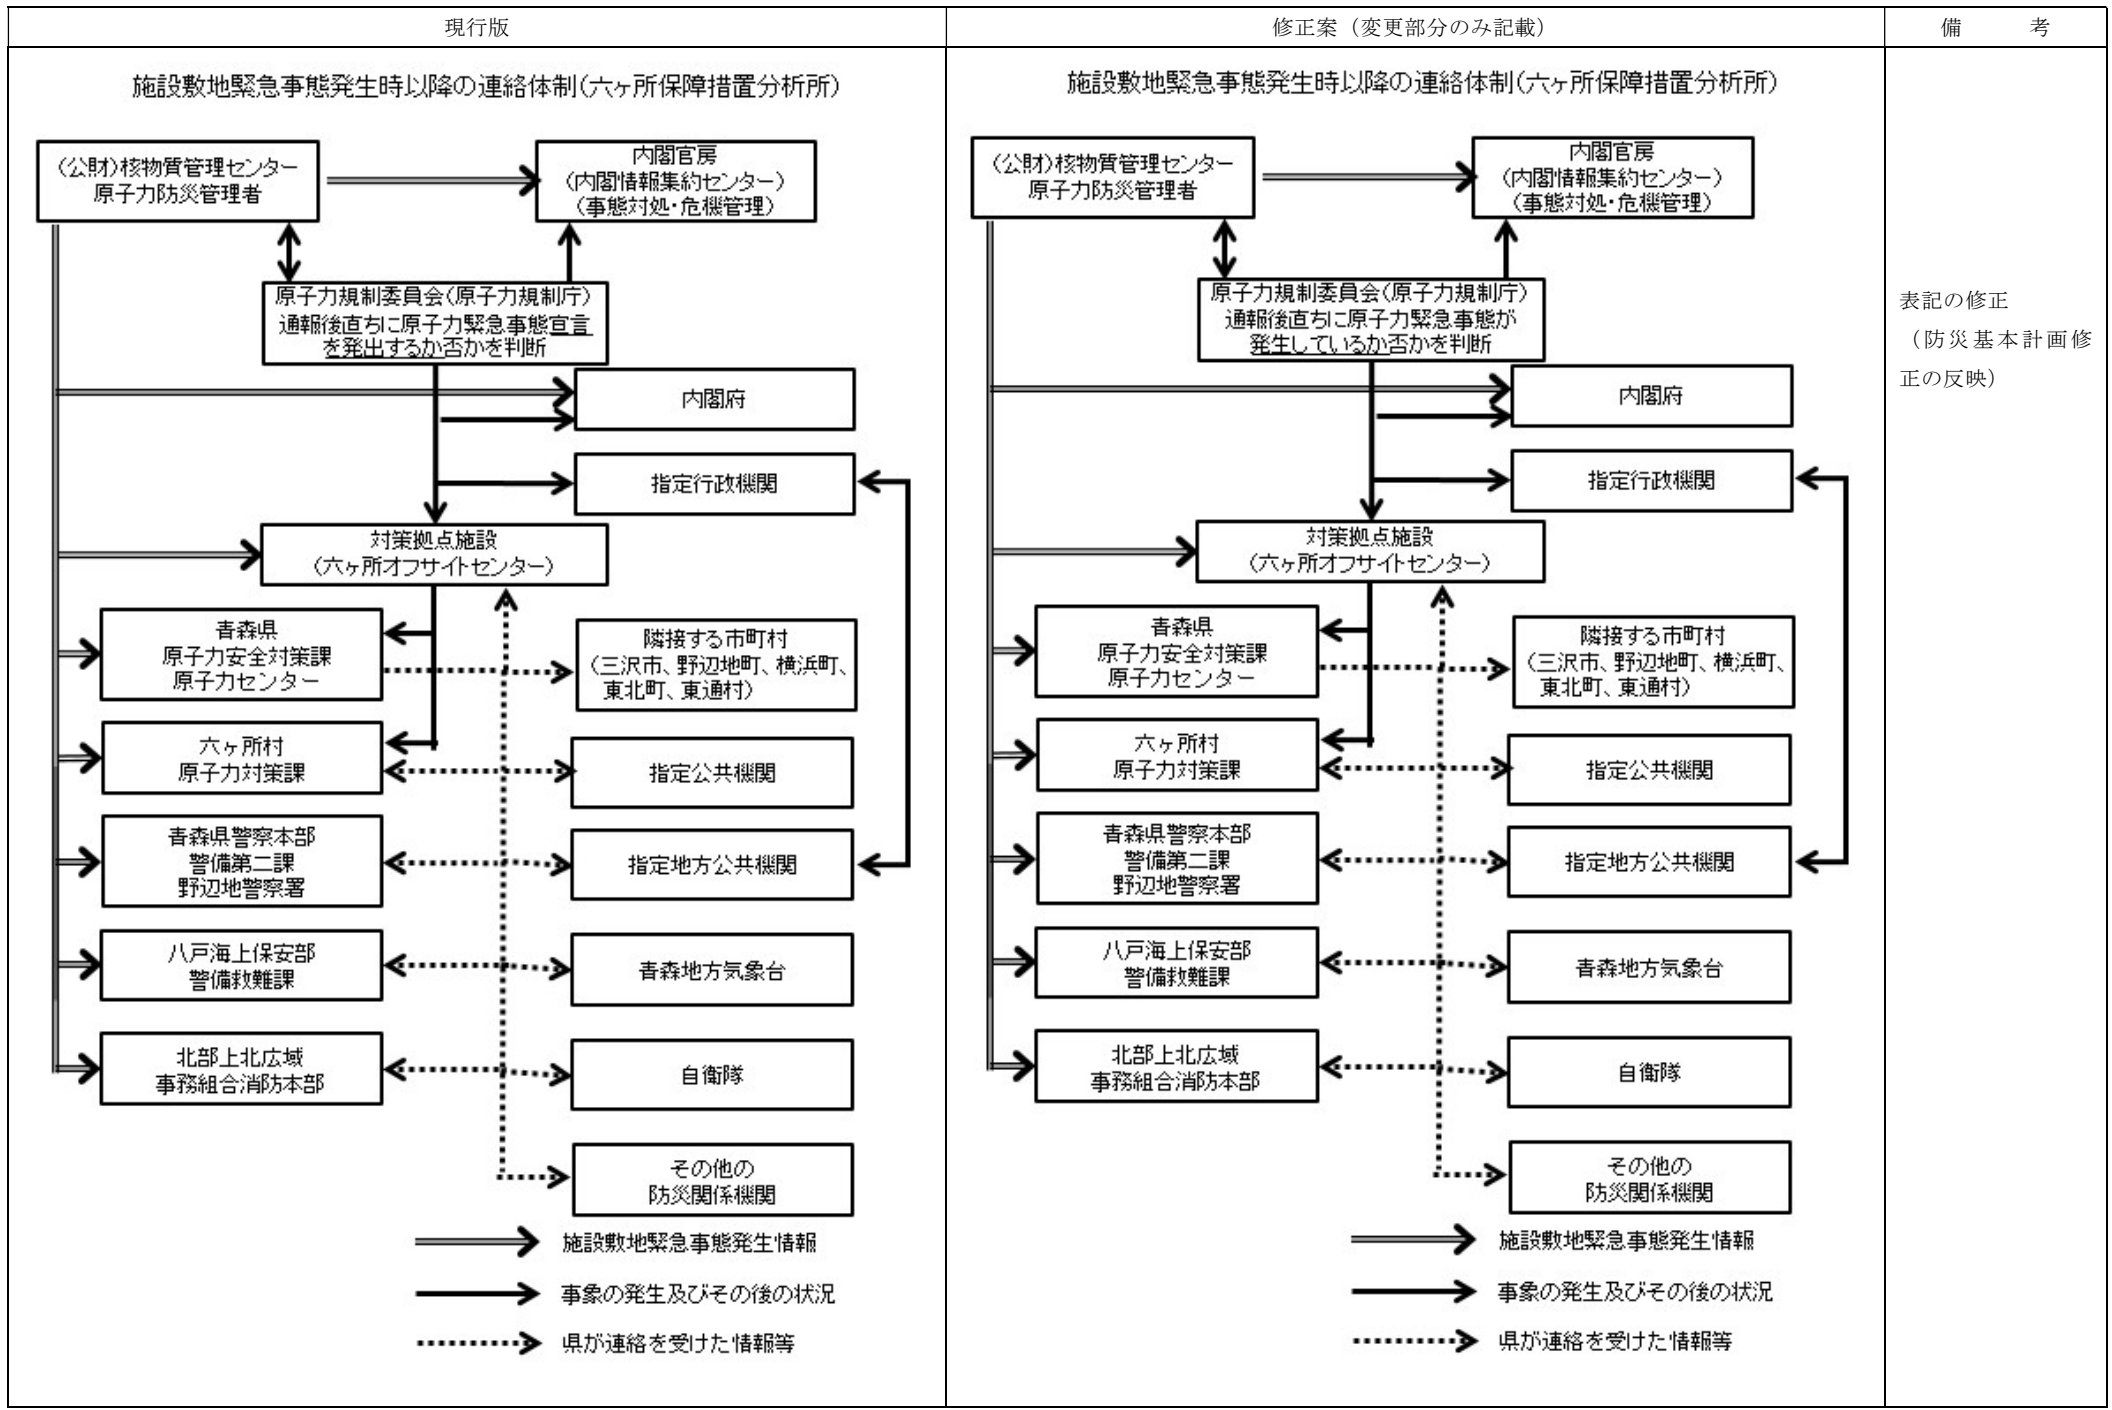 現行版
修正案（変更部分のみ記載）
備　　　考
施設敷地緊急事態発生時以降の連絡体制(六ヶ所保障措置分析所)
(公財)核物質管理センター
原子力防災管理者
内閣官房
(内閣情報集約センター)
(事態対処・危機管理)
原子力規制委員会(原子力規制庁)
通報後直ちに原子力緊急事態宣言
を発出するか否かを判断
内閣府
指定行政機関
対策拠点施設
(六ヶ所オフサイトセンター)
青森県
原子力安全対策課
原子力センター
隣接する市町村
(三沢市、野辺地町、横浜町、
東北町、東通村)
六ヶ所村
原子力対策課
指定公共機関
青森県警察本部
警備第二課
野辺地警察署
指定地方公共機関
八戸海上保安部
警備救難課
青森地方気象台
北部上北広域
事務組合消防本部
自衛隊
その他の
防災関係機関
施設敷地緊急事態発生情報
事象の発生及びその後の状況
県が連絡を受けた情報等
施設敷地緊急事態発生時以降の連絡体制(六ヶ所保障措置分析所)
(公財)核物質管理センター
原子力防災管理者
内閣官房
(内閣情報集約センター)
(事態対処・危機管理)
原子力規制委員会(原子力規制庁)
通報後直ちに原子力緊急事態が
発生しているか否かを判断
内閣府
指定行政機関
対策拠点施設
(六ヶ所オフサイトセンター)
青森県
原子力安全対策課
原子力センター
隣接する市町村
(三沢市、野辺地町、横浜町、
東北町、東通村)
六ヶ所村
原子力対策課
指定公共機関
青森県警察本部
警備第二課
野辺地警察署
指定地方公共機関
八戸海上保安部
警備救難課
青森地方気象台
北部上北広域
事務組合消防本部
自衛隊
その他の
防災関係機関
施設敷地緊急事態発生情報
事象の発生及びその後の状況
県が連絡を受けた情報等
表記の修正
（防災基本計画修
正の反映）